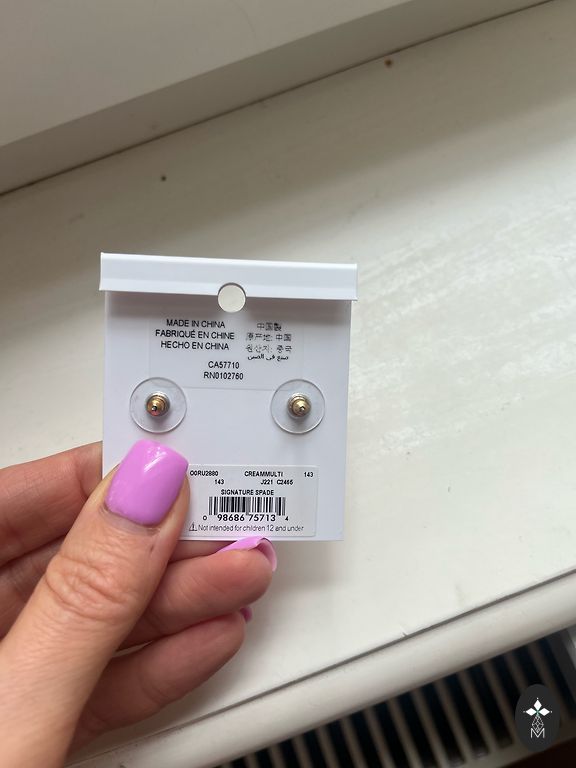 MADE IN CHINA
FABRIQUÉ EN CHINE
HECHO EN CHINA
中国製
原产地: 中国
원산지: 중국
صنع في الصين
CA57710
RN0102760
O0RU2880 CREAMMULTI 143
143 J221 C2465
SIGNATURE SPADE
0 98686 75713 4
Not intended for children 12 and under
M